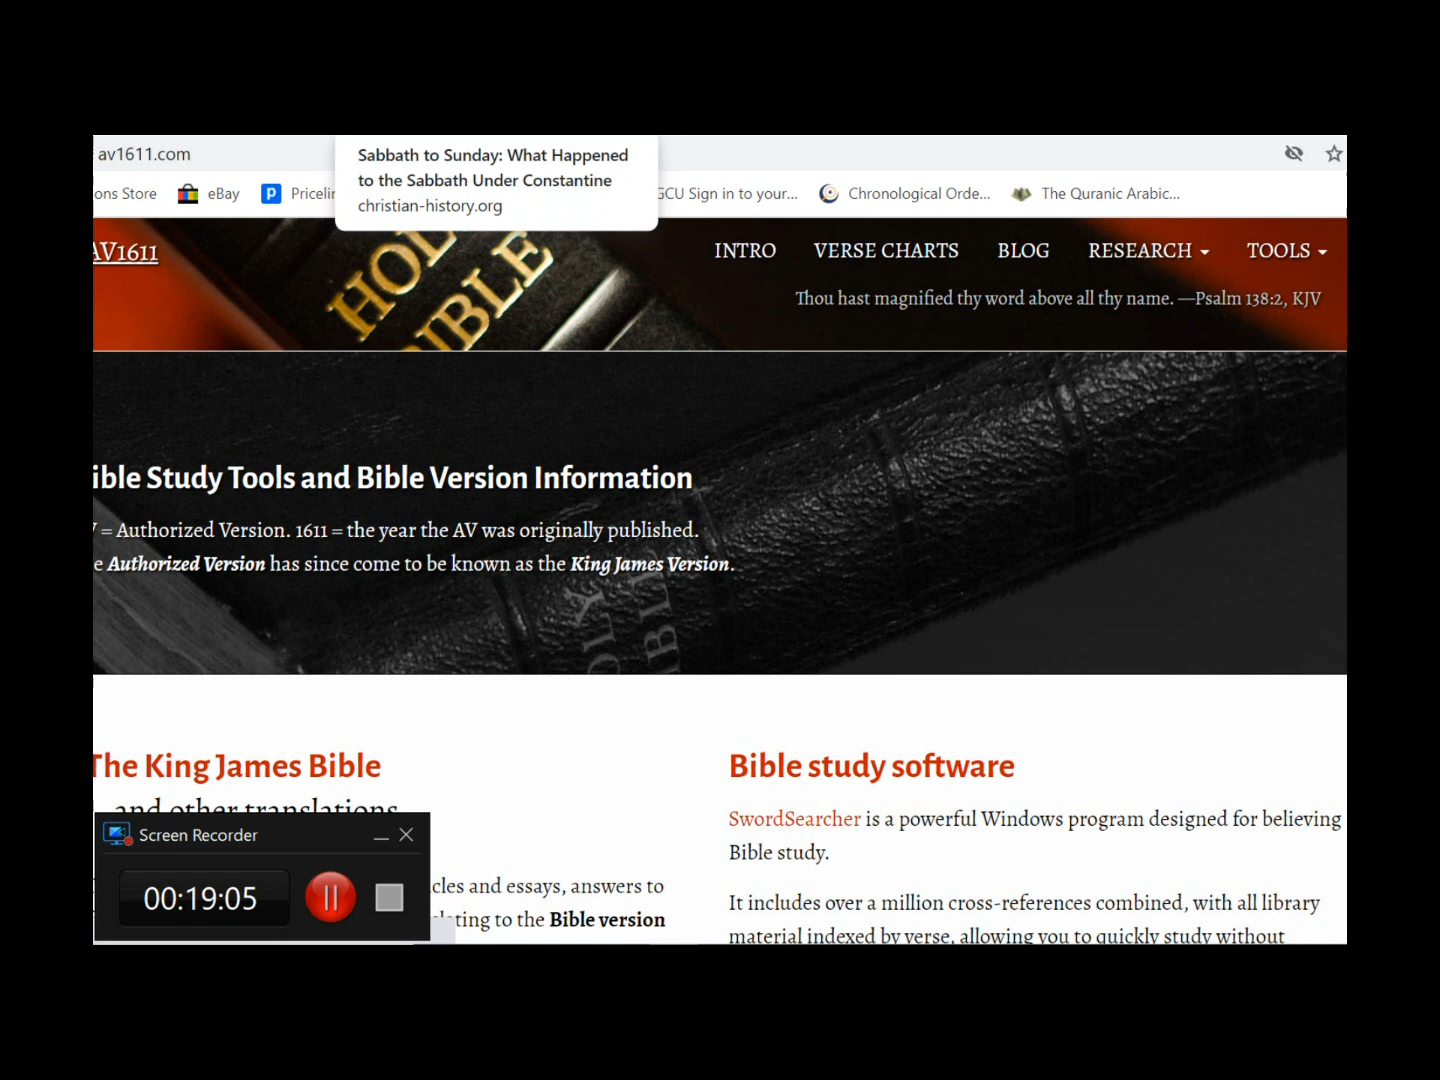 av1611.com
Sabbath to Sunday: What Happened
to the Sabbath Under Constantine
christian-history.org
ons Store eBay Pricelin GCU Sign in to your... Chronological Orde... The Quranic Arabic...
AV1611
INTRO VERSE CHARTS BLOG RESEARCH TOOLS
Thou hast magnified thy word above all thy name. —Psalm 138:2, KJV
HOLY
BIBLE
ible Study Tools and Bible Version Information
= Authorized Version. 1611 = the year the AV was originally published.
e Authorized Version has since come to be known as the King James Version.
The King James Bible
and other translations
Bible study software
SwordSearcher is a powerful Windows program designed for believing
Bible study.
It includes over a million cross-references combined, with all library
material indexed by verse, allowing you to quickly study without
cles and essays, answers to
ating to the Bible version
Screen Recorder
00:19:05